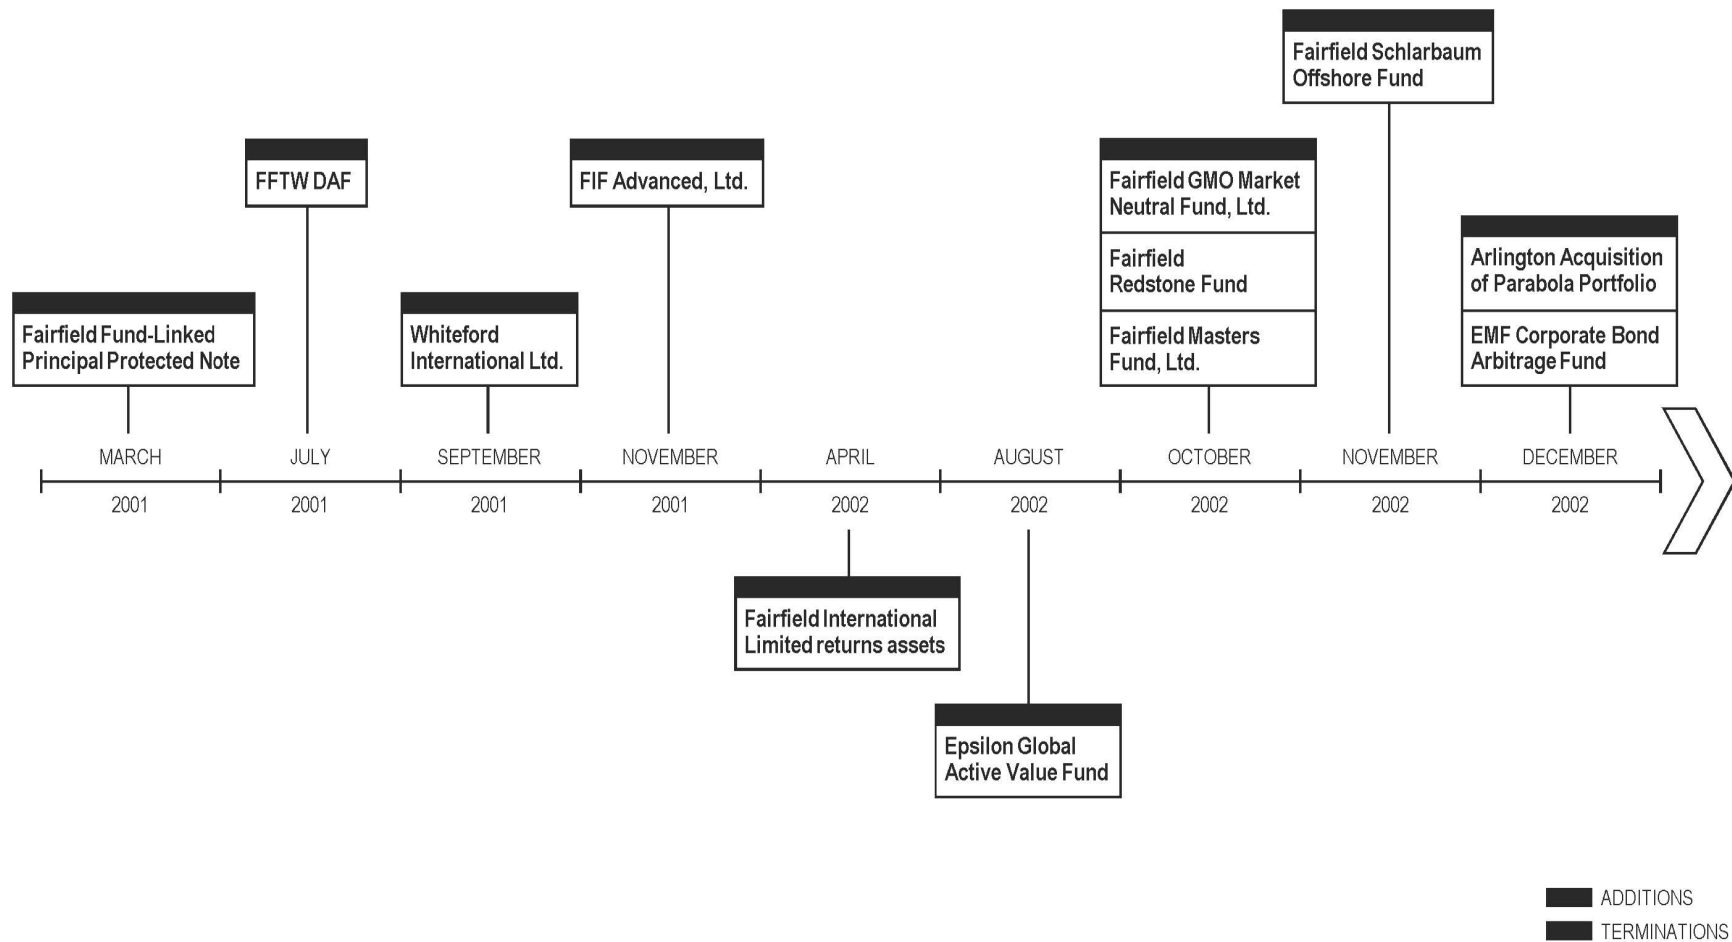 Fairfield Schlarbaum
Offshore Fund
FFTW DAF
FIF Advanced, Ltd.
Fairfield GMO Market
Neutral Fund, Ltd.
Fairfield
Redstone Fund
Fairfield Masters
Fund, Ltd.
Arlington Acquisition
of Parabola Portfolio
EMF Corporate Bond
Arbitrage Fund
Fairfield Fund-Linked
Principal Protected Note
Whiteford
International Ltd.
MARCH
JULY
SEPTEMBER
NOVEMBER
APRIL
AUGUST
OCTOBER
NOVEMBER
DECEMBER
2001
2001
2001
2001
2002
2002
2002
2002
2002
Fairfield International
Limited returns assets
Epsilon Global
Active Value Fund
ADDITIONS
TERMINATIONS